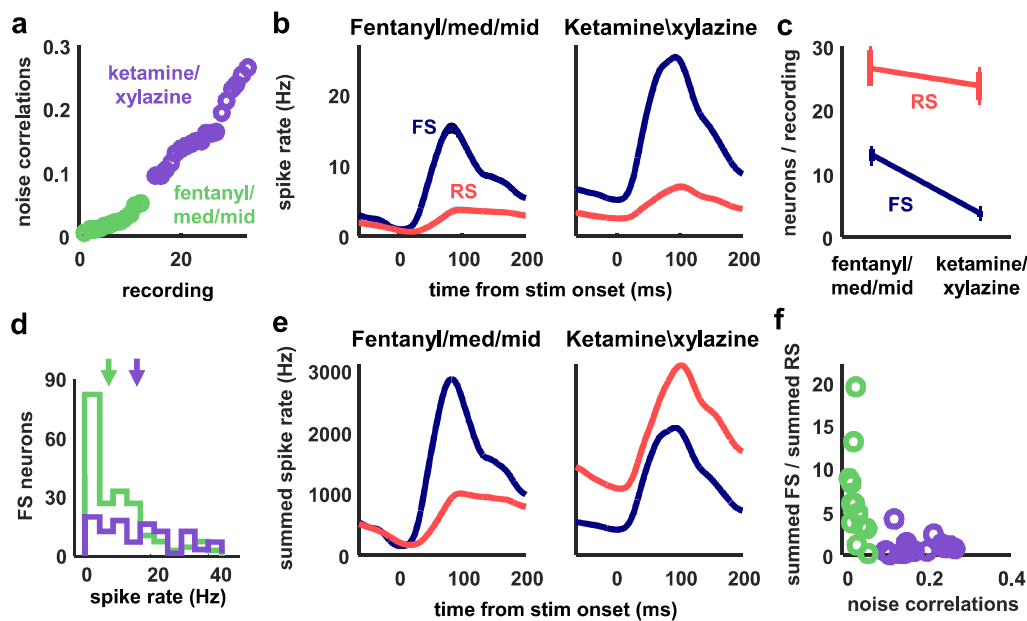 a
noise correlations
0.3
0.2
0.1
0
ketamine/
xylazine
fentanyl/
med/mid
0
20
recording
b
Fentanyl/med/mid
Ketamine\xylazine
spike rate (Hz)
20
10
0
FS
RS
0
100
200
0
100
200
time from stim onset (ms)
c
neurons / recording
30
20
10
0
RS
FS
fentanyl/
med/mid
ketamine/
xylazine
d
FS neurons
90
60
30
0
0
20
40
spike rate (Hz)
e
Fentanyl/med/mid
Ketamine\xylazine
summed spike rate (Hz)
3000
2000
1000
0
0
100
200
0
100
200
time from stim onset (ms)
f
summed FS / summed RS
20
15
10
5
0
0
0.2
0.4
noise correlations